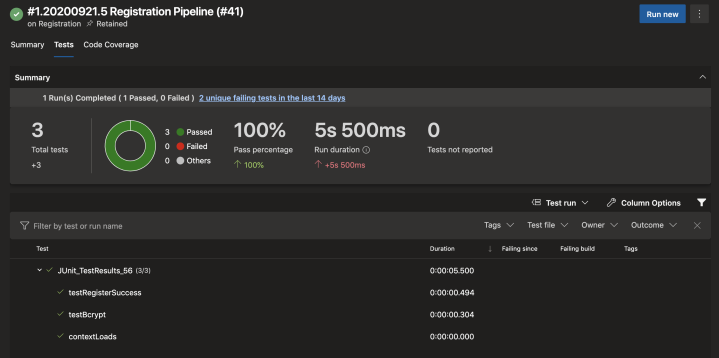 #1.20200921.5 Registration Pipeline (#41)
on Registration Retained
Run new
Summary Tests Code Coverage
Summary
1 Run(s) Completed ( 1 Passed, 0 Failed ) 2 unique failing tests in the last 14 days
3
Total tests
+3
3 Passed
0 Failed
0 Others
100%
Pass percentage
100%
5s 500ms
Run duration
+5s 500ms
0
Tests not reported
Test run Column Options
Filter by test or run name Tags Test file Owner Outcome
Test Duration Failing since Failing build Tags
JUnit_TestResults_56 (3/3) 0:00:05.500
testRegisterSuccess 0:00:00.494
testBcrypt 0:00:00.304
contextLoads 0:00:00.000